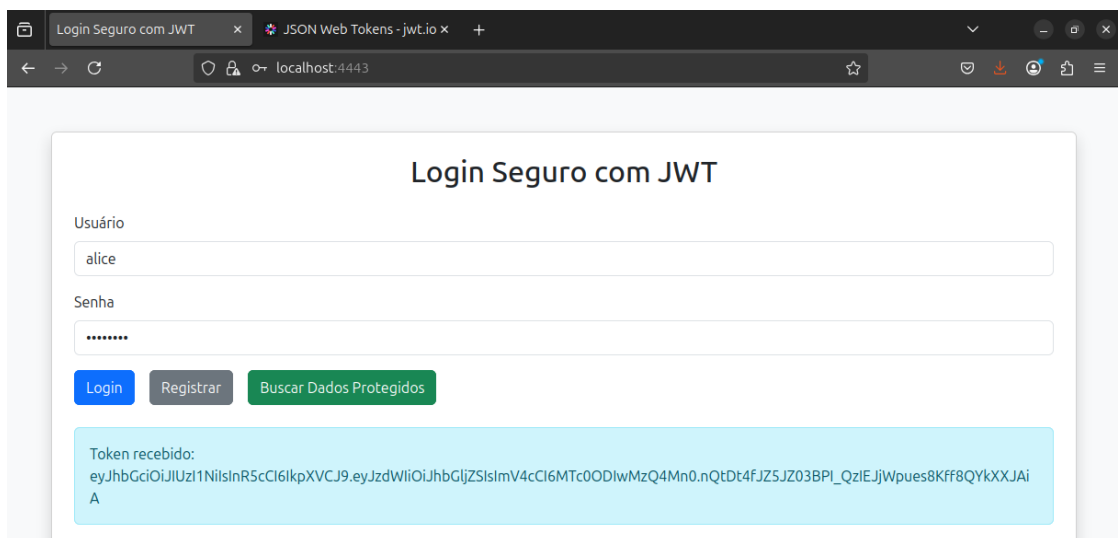 Login Seguro com JWT
JSON Web Tokens - jwt.io
localhost:4443
Login Seguro com JWT
Usuário
alice
Senha
Login
Registrar
Buscar Dados Protegidos
Token recebido:
eyJhbGciOiJIUzI1NiIsInR5cCI6IkpXVCJ9.eyJzdWIiOiJhbGljZSIsImV4cCI6MTc0ODIwMzQ4Mn0.nQtDt4fJZ5JZ03BPI_QzIEJjWpues8Kff8QYkXXJAi
A